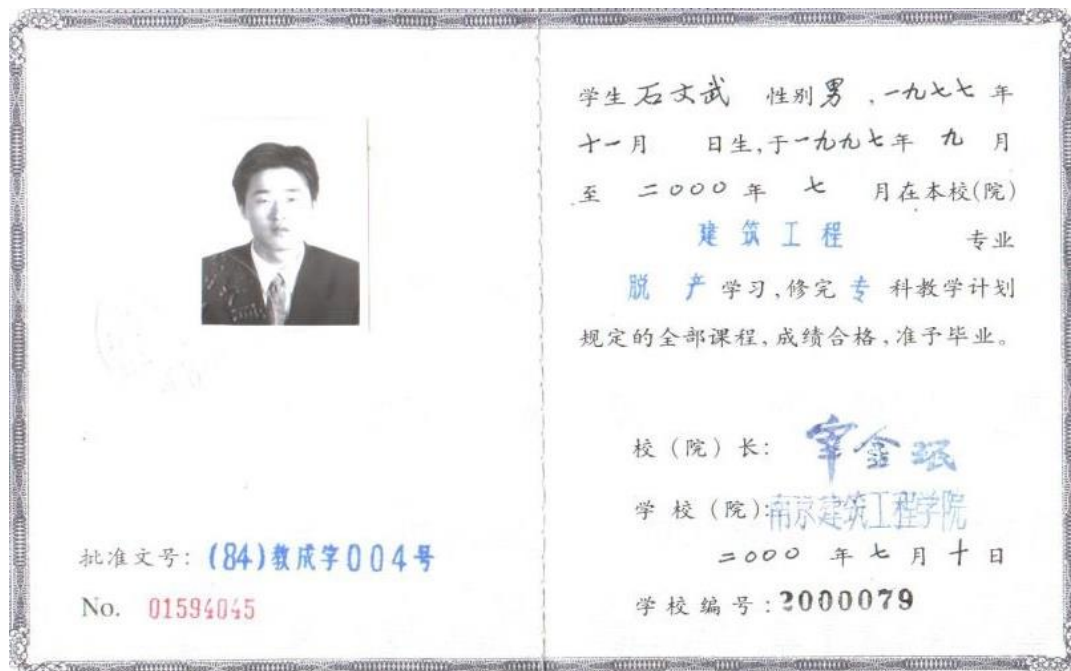 批准文号: (84)教成字004号
No. 01594045
学生 石文武 性别 男 , 一九七七 年
十一月 日生,于一九九七年 九 月
至 二000 年 七 月在本校(院)
建筑工程 专业
脱产学习,修完 专 科教学计划
规定的全部课程,成绩合格,准予毕业。
校(院)长: 宰金珉
学校(院): 南京建筑工程学院
二000 年 七 月 十 日
学校编号:2000079